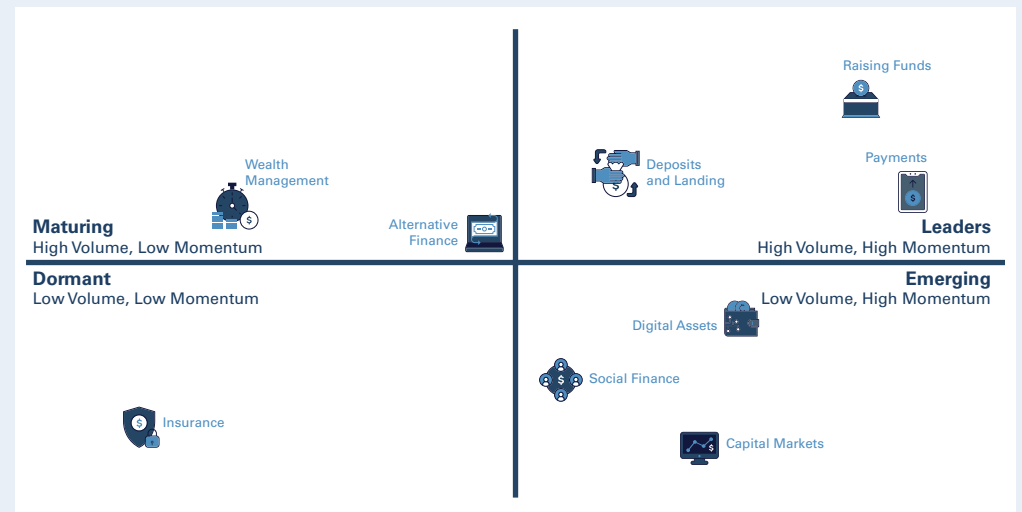 Raising Funds
Payments
Wealth
Management
Deposits
and Landing
Alternative
Finance
Maturing
High Volume, Low Momentum
Leaders
High Volume, High Momentum
Dormant
Low Volume, Low Momentum
Emerging
Low Volume, High Momentum
Digital Assets
Social Finance
Insurance
Capital Markets